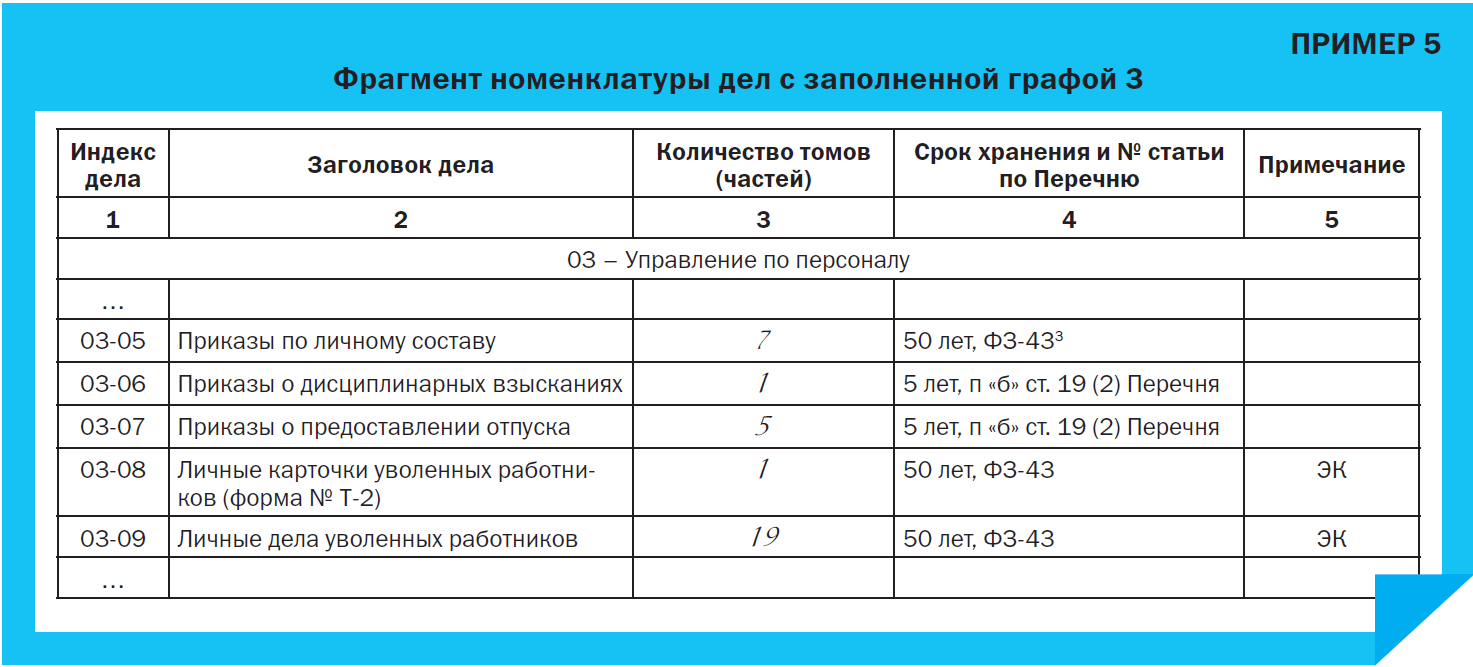 ПРИМЕР 5
Фрагмент номенклатуры дел с заполненной графой 3
Индекс дела Заголовок дела Количество томов (частей) Срок хранения и № статьи по Перечню Примечание
1 2 3 4 5
03 – Управление по персоналу
...
03-05 Приказы по личному составу 7 50 лет, ФЗ-43³
03-06 Приказы о дисциплинарных взысканиях 1 5 лет, п «б» ст. 19 (2) Перечня
03-07 Приказы о предоставлении отпуска 5 5 лет, п «б» ст. 19 (2) Перечня
03-08 Личные карточки уволенных работни- 1 50 лет, ФЗ-43 ЭК
ков (форма № Т-2)
03-09 Личные дела уволенных работников 19 50 лет, ФЗ-43 ЭК
...